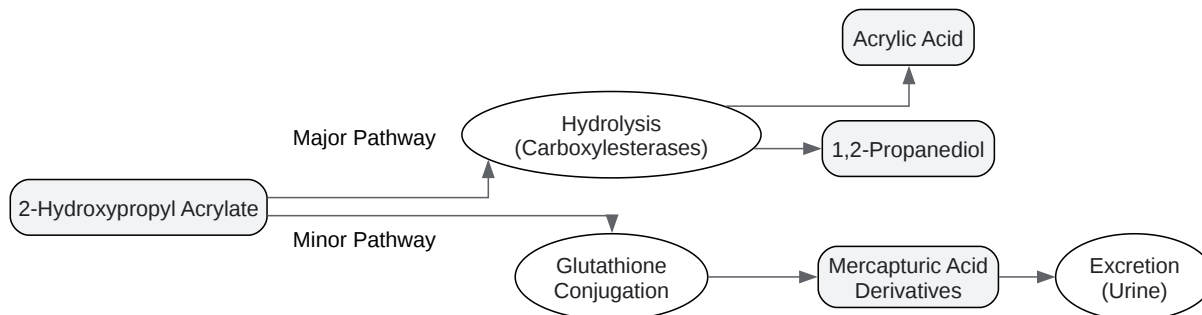 Acrylic Acid
Major Pathway
Hydrolysis
(Carboxylesterases)
1,2-Propanediol
2-Hydroxypropyl Acrylate
Minor Pathway
Glutathione
Conjugation
Mercapturic Acid
Derivatives
Excretion
(Urine)